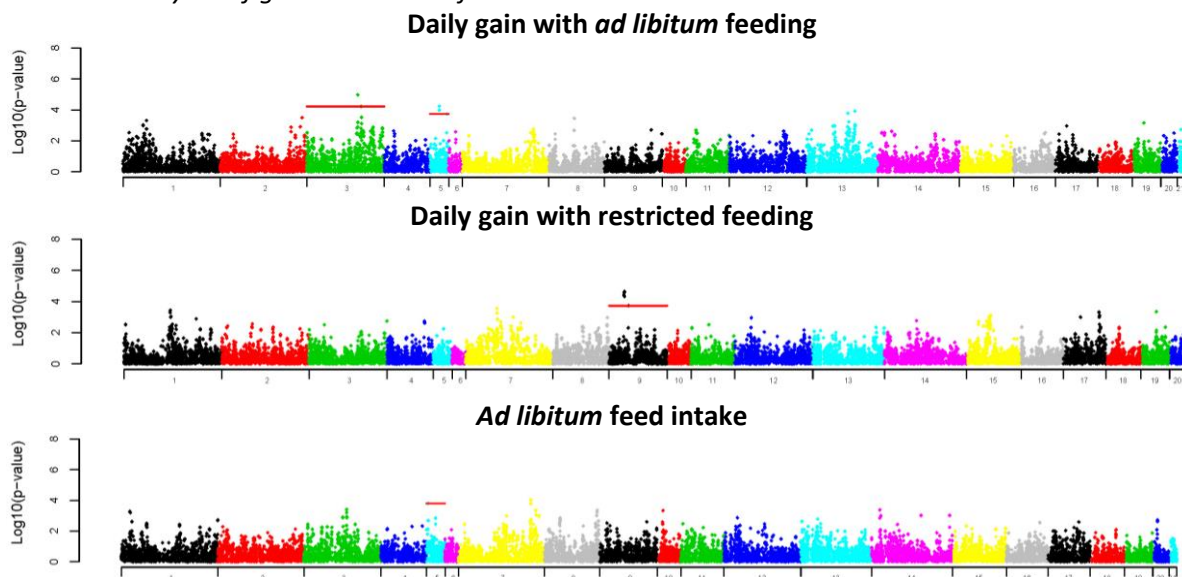 Daily gain with ad libitum feeding
Log10(p-value)
8
6
4
2
0
1 2 3 4 5 6 7 8 9 10 11 12 13 14 15 16 17 18 19 20 2
Daily gain with restricted feeding
Log10(p-value)
8
6
4
2
0
1 2 3 4 5 6 7 8 9 10 11 12 13 14 15 16 17 18 19 20
Ad libitum feed intake
Log10(p-value)
8
6
4
2
0